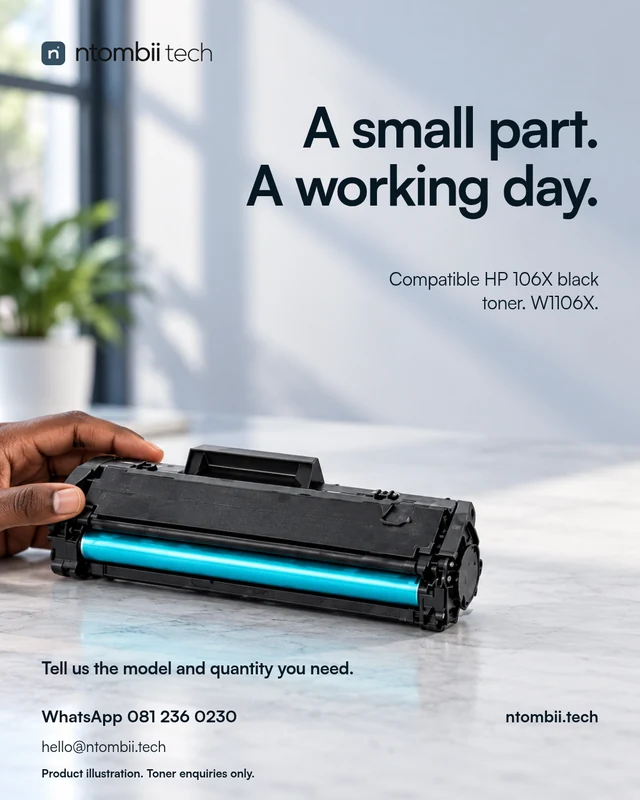 ntombii tech
A small part.
A working day.
Compatible HP 106X black
toner. W1106X.
Tell us the model and quantity you need.
WhatsApp 081 236 0230
ntombii.tech
hello@ntombii.tech
Product illustration. Toner enquiries only.